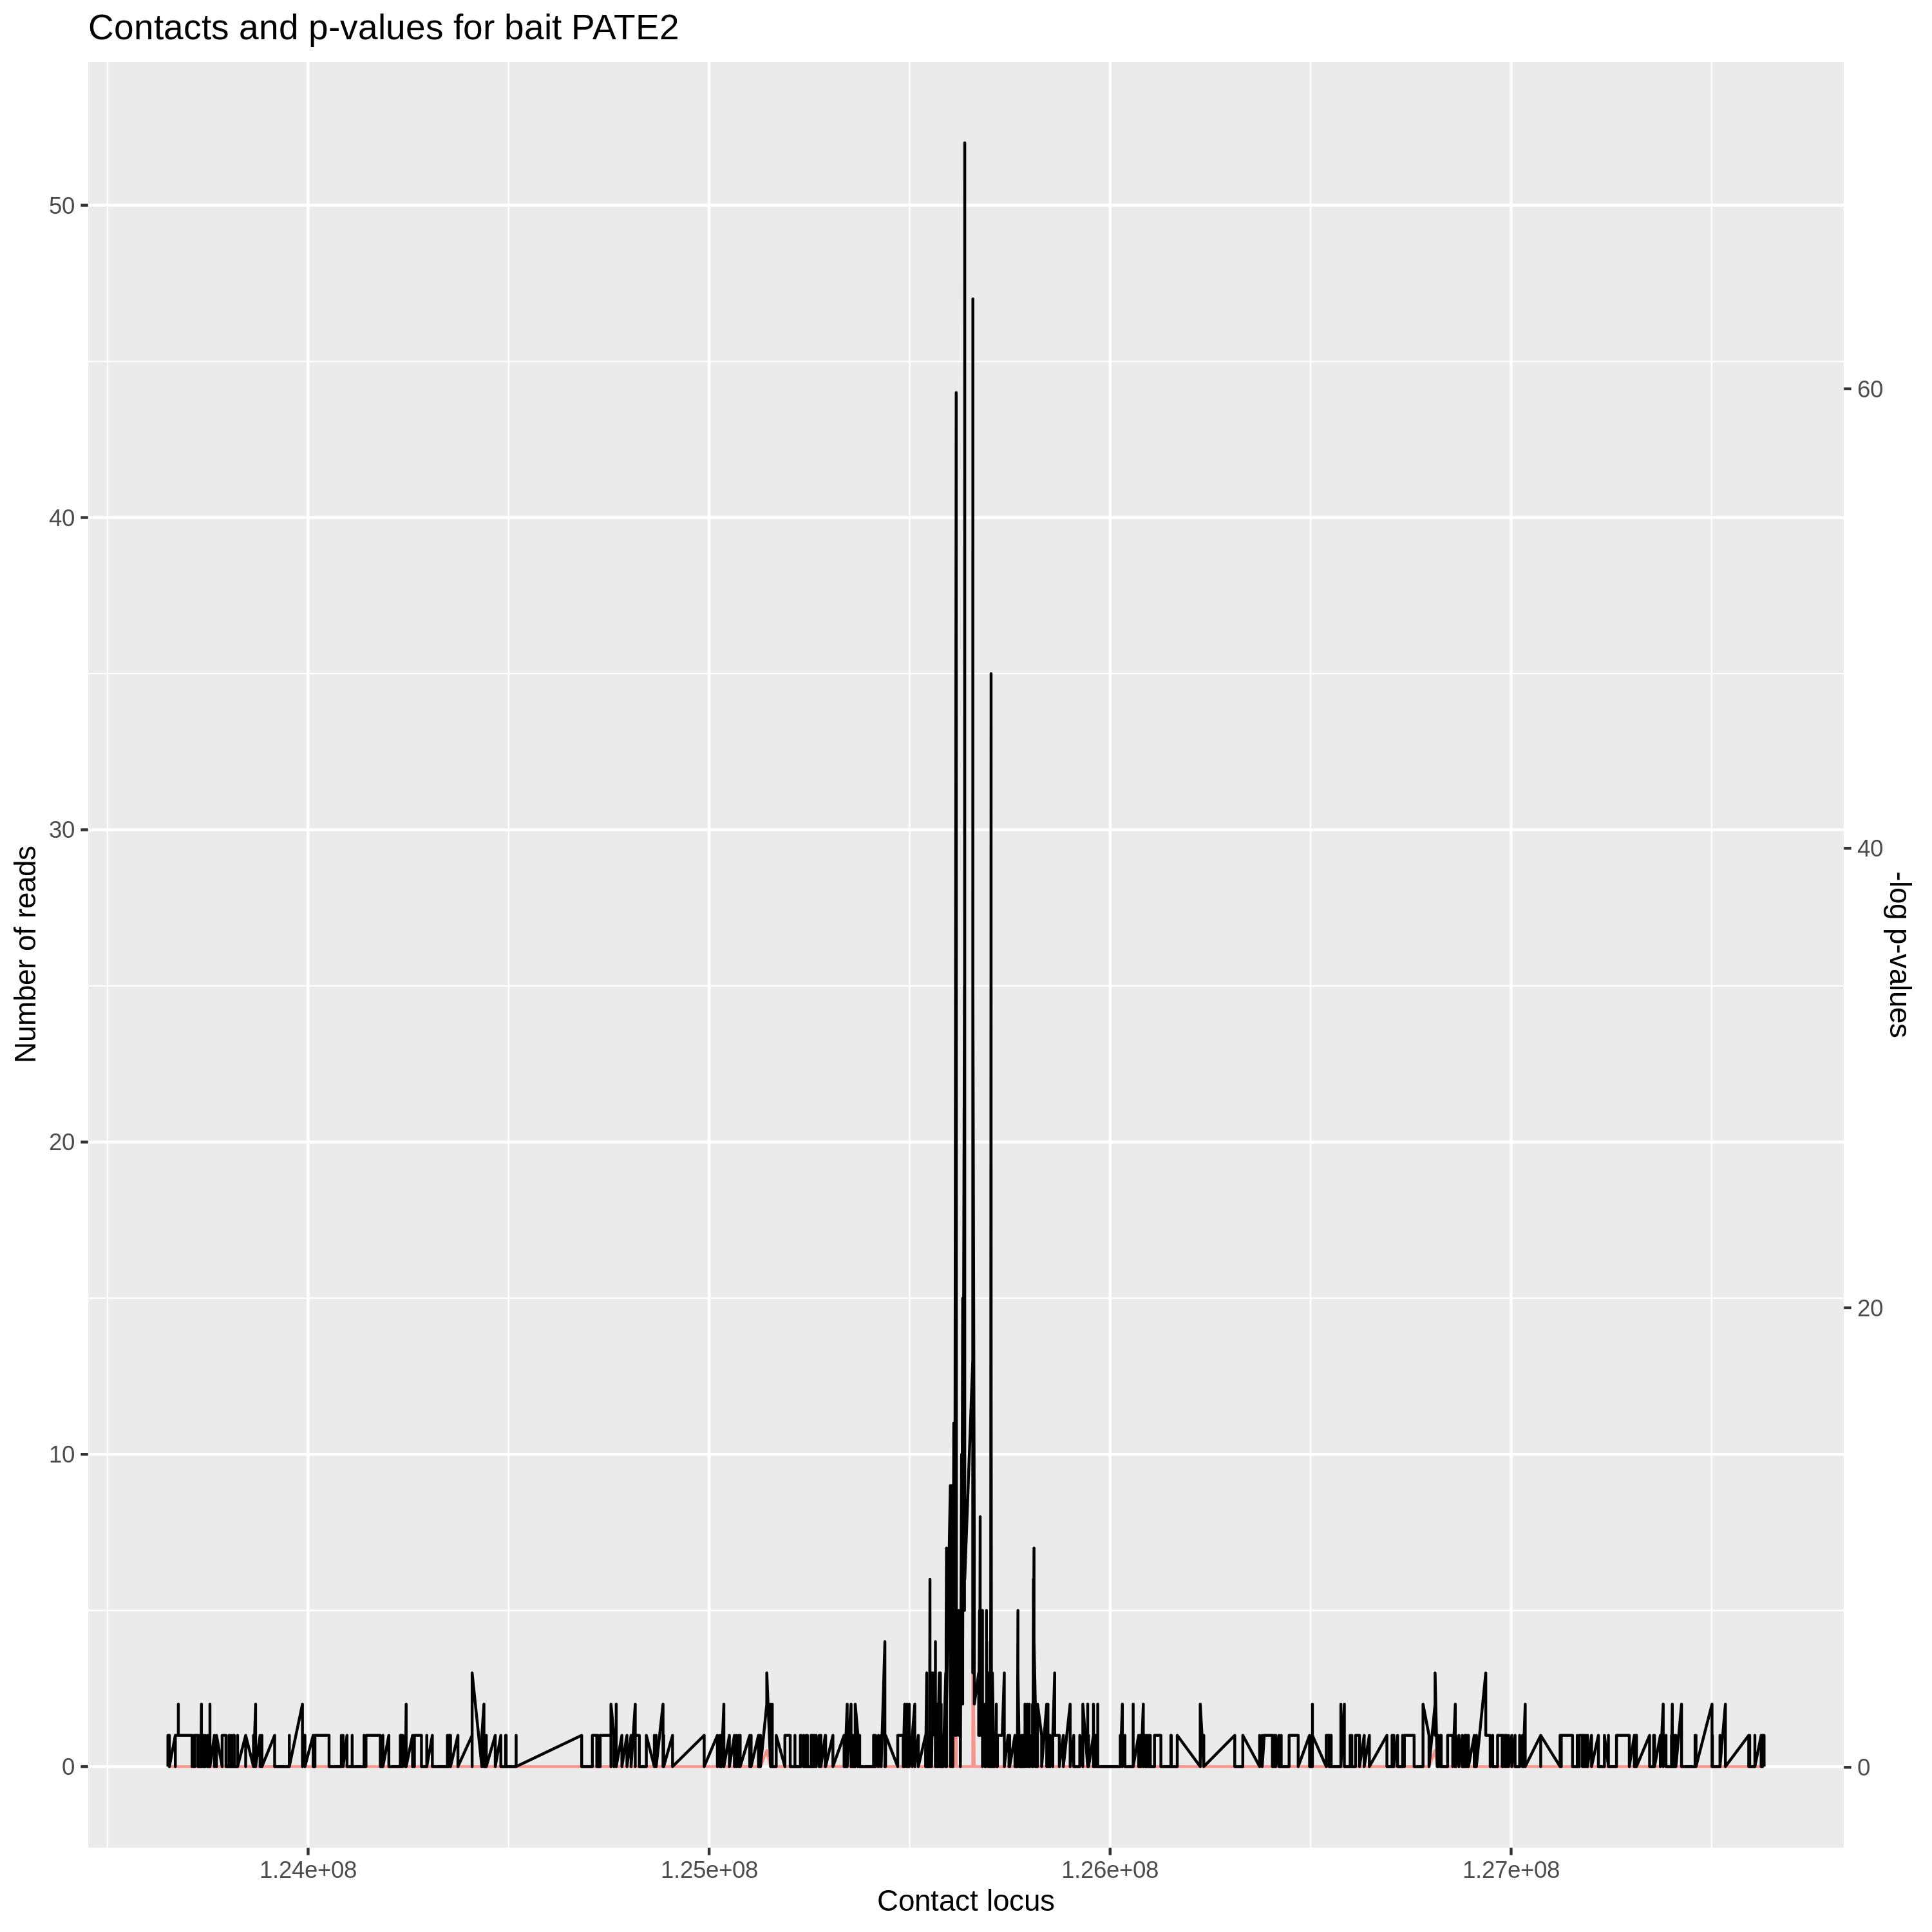 Contacts and p-values for bait PATE2
50
40
30
20
10
0
Number of reads
60
40
20
0
-log p-values
1.24e+08
1.25e+08
1.26e+08
1.27e+08
Contact locus